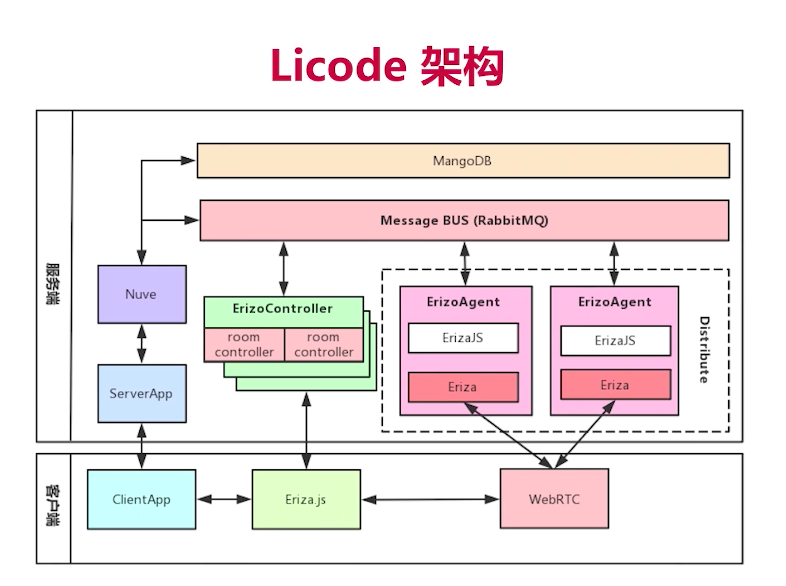 Licode 架构
MangoDB
Message BUS (RabbitMQ)
服务端
Nuve
ErizoController
room
controller
room
controller
ErizoAgent
ErizaJS
Eriza
ErizoAgent
ErizaJS
Eriza
Distribute
ServerApp
客户端
ClientApp
Eriza.js
WebRTC